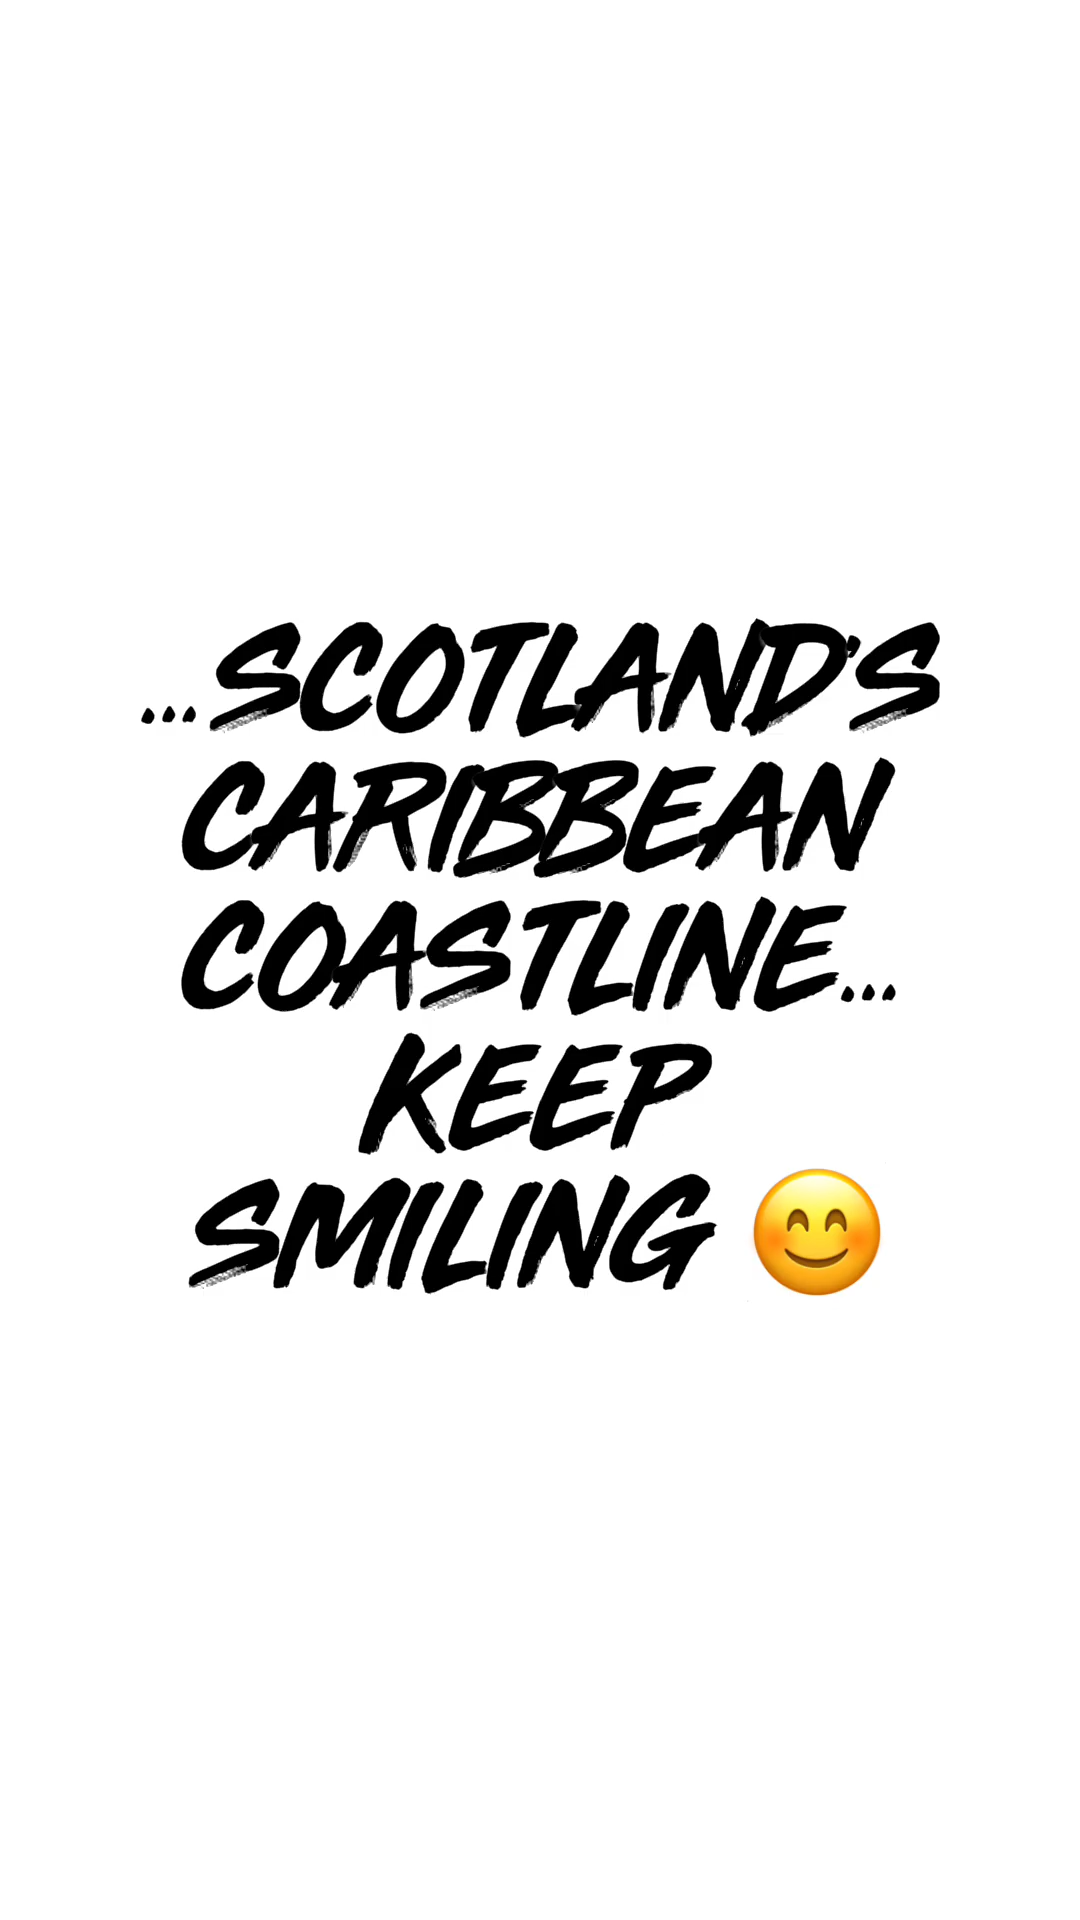 ...SCOTLAND'S
CARIBBEAN
COASTLINE...
KEEP
SMILING 😊